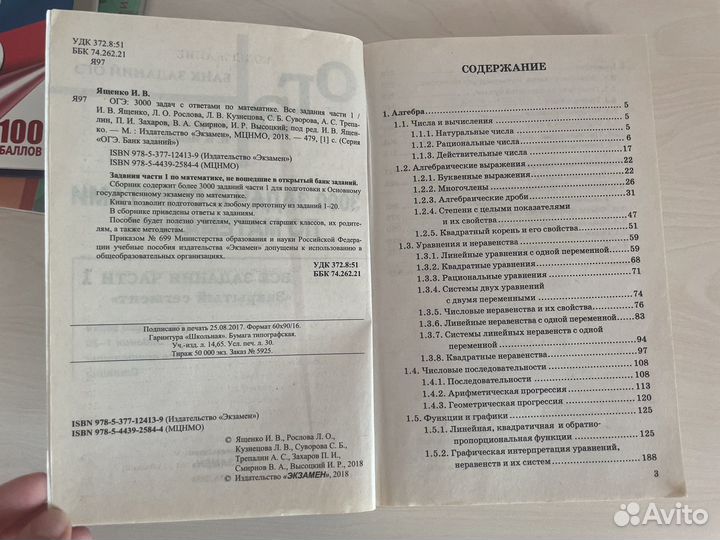 УДК 372.8:51
ББК 74.262.21
Я97
Ященко И. В.
Я97 ОГЭ: 3000 задач с ответами по математике. Все задания части 1 /
И. В. Ященко, Л. О. Рослова, Л. В. Кузнецова, С. Б. Суворова, А. С. Трепа-
лин, П. И. Захаров, В. А. Смирнов, И. Р. Высоцкий; под ред. И. В. Ящен-
ко. — М. : Издательство «Экзамен», МЦНМО, 2018. — 479, [1] с. (Серия
«ОГЭ. Банк заданий»)
ISBN 978-5-377-12413-9 (Издательство «Экзамен»)
ISBN 978-5-4439-2584-4 (МЦНМО)
Задания части 1 по математике, не вошедшие в открытый банк заданий.
Сборник содержит более 3000 заданий части 1 для подготовки к Основному
государственному экзамену по математике.
Книга позволит подготовиться к любому прототипу из заданий 1–20.
В сборнике приведены ответы к заданиям.
Пособие будет полезно учителям, учащимся старших классов, их родите-
лям, а также методистам.
Приказом № 699 Министерства образования и науки Российской Федера-
ции учебные пособия издательства «Экзамен» допущены к использованию в
общеобразовательных организациях.
УДК 372.8:51
ББК 74.262.21
Подписано в печать 25.08.2017. Формат 60х90/16.
Гарнитура «Школьная». Бумага типографская.
Уч.-изд. л. 14,65. Усл. печ. л. 30.
Тираж 50 000 экз. Заказ № 5925.
ISBN 978-5-377-12413-9 (Издательство «Экзамен»)
ISBN 978-5-4439-2584-4 (МЦНМО)
© Ященко И. В., Рослова Л. О.,
Кузнецова Л. В., Суворова С. Б.,
Трепалин А. С., Захаров П. И.,
Смирнов В. А., Высоцкий И. Р., 2018
© Издательство «ЭКЗАМЕН», 2018
100
БАЛЛОВ
СОДЕРЖАНИЕ
1. Алгебра 5
1.1. Числа и вычисления 5
1.1.1. Натуральные числа 5
1.1.2. Рациональные числа 6
1.1.3. Действительные числа 17
1.2. Алгебраические выражения 22
1.2.1. Буквенные выражения 22
1.2.2. Многочлены 26
1.2.3. Алгебраические дроби 31
1.2.4. Степени с целыми показателями
и их свойства 47
1.2.5. Квадратный корень и его свойства 51
1.3. Уравнения и неравенства 59
1.3.1. Линейные уравнения с одной переменной 59
1.3.2. Квадратные уравнения 68
1.3.3. Рациональные уравнения 71
1.3.4. Системы двух уравнений
с двумя переменными 74
1.3.5. Числовые неравенства и их свойства 76
1.3.6. Линейные неравенства с одной переменной 83
1.3.7. Системы линейных неравенств с одной
переменной 94
1.3.8. Квадратные неравенства 97
1.4. Числовые последовательности 108
1.4.1. Последовательности 108
1.4.2. Арифметическая прогрессия 113
1.4.3. Геометрическая прогрессия 118
1.5. Функции и графики 125
1.5.1. Линейная, квадратичная и обратно-
пропорциональная функции 125
1.5.2. Графическая интерпретация уравнений,
неравенств и их систем 188
3
Avito